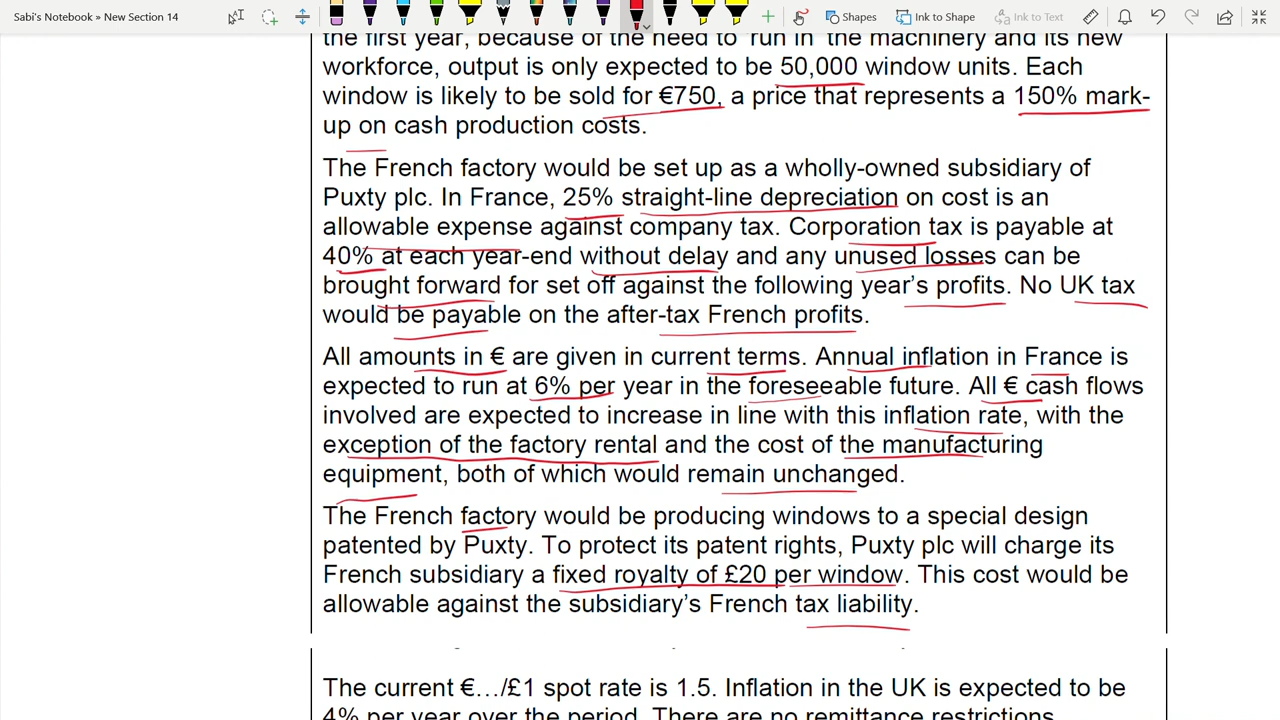 Sabi's Notebook » New Section 14
Shapes
Ink to Shape
Ink to Text
the first year, because of the need to 'run in' the machinery and its new
workforce, output is only expected to be 50,000 window units. Each
window is likely to be sold for €750, a price that represents a 150% mark-
up on cash production costs.
The French factory would be set up as a wholly-owned subsidiary of
Puxty plc. In France, 25% straight-line depreciation on cost is an
allowable expense against company tax. Corporation tax is payable at
40% at each year-end without delay and any unused losses can be
brought forward for set off against the following year's profits. No UK tax
would be payable on the after-tax French profits.
All amounts in € are given in current terms. Annual inflation in France is
expected to run at 6% per year in the foreseeable future. All € cash flows
involved are expected to increase in line with this inflation rate, with the
exception of the factory rental and the cost of the manufacturing
equipment, both of which would remain unchanged.
The French factory would be producing windows to a special design
patented by Puxty. To protect its patent rights, Puxty plc will charge its
French subsidiary a fixed royalty of £20 per window. This cost would be
allowable against the subsidiary's French tax liability.
The current €…/£1 spot rate is 1.5. Inflation in the UK is expected to be
4% per year over the period. There are no remittance restrictions